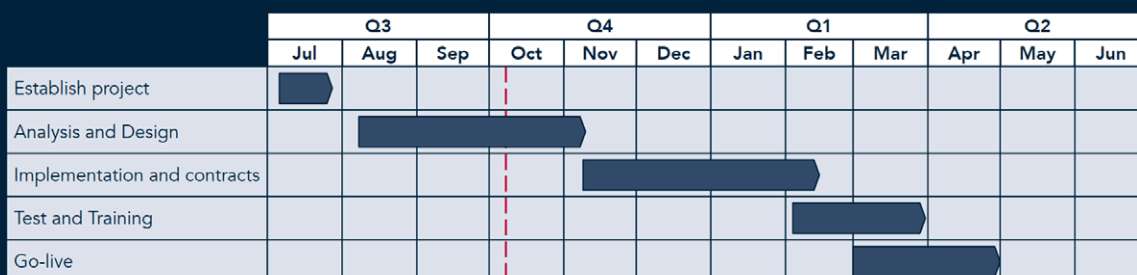 Q3 Q4 Q1 Q2
Jul Aug Sep Oct Nov Dec Jan Feb Mar Apr May Jun
Establish project
Analysis and Design
Implementation and contracts
Test and Training
Go-live